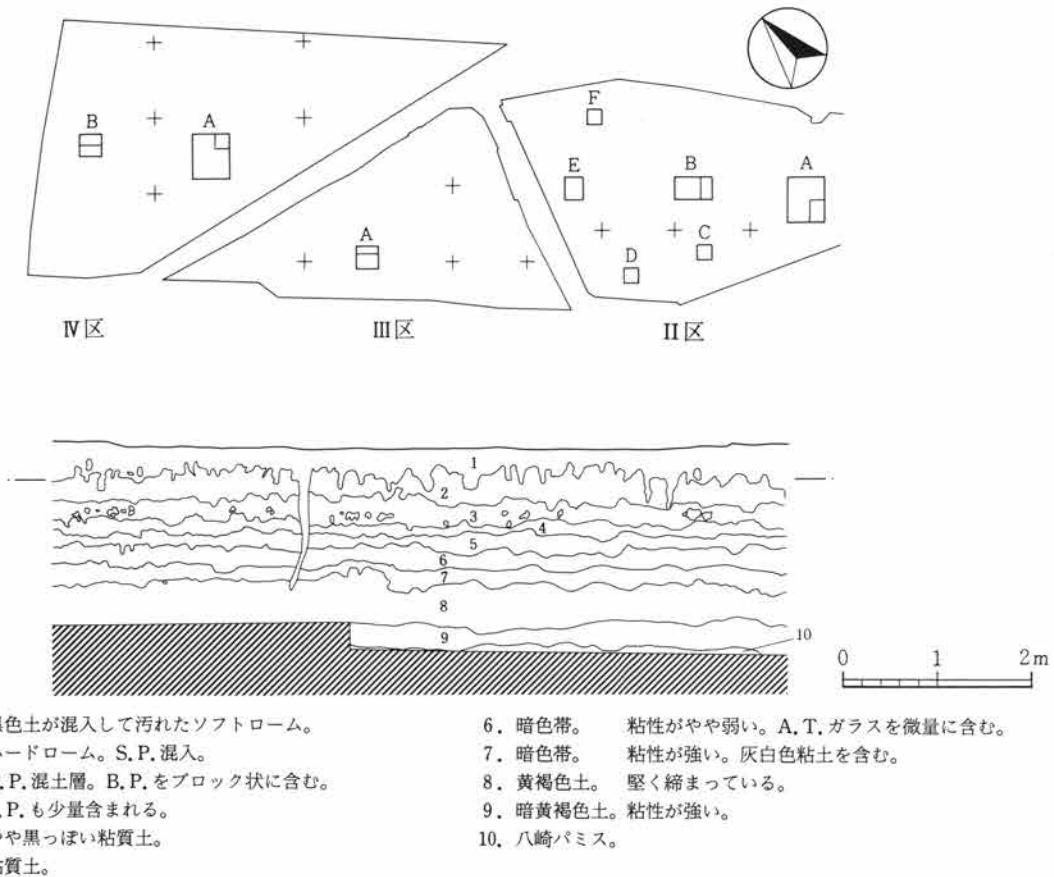 F
B A
E B A
A C
D
Ⅳ区 Ⅲ区 Ⅱ区
1
2
3
4
5
6
7
8
9
10
0 1 2m
色土が混入して汚れたソフトローム。
ードローム。S.P.混入。
.P.混土層。B.P.をブロック状に含む。
.P.も少量含まれる。
や黒っぽい粘質土。
質土。
6. 暗色帯。 粘性がやや弱い。A.T.ガラスを微量に含む。
7. 暗色帯。 粘性が強い。灰白色粘土を含む。
8. 黄褐色土。 堅く締まっている。
9. 暗黄褐色土。粘性が強い。
10. 八崎パミス。